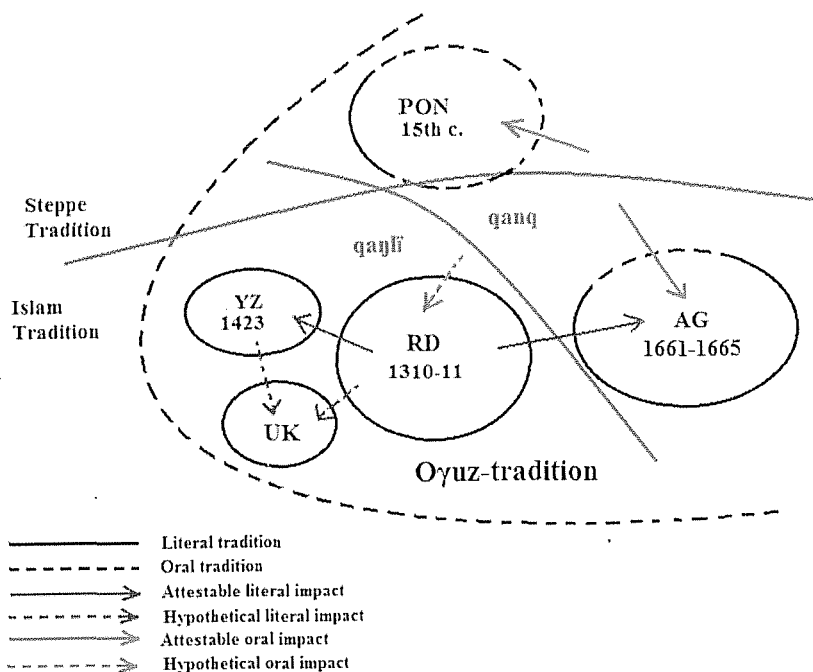 PON
15th c.
Steppe
Tradition
qanq
qaŋlï
Islam
Tradition
YZ
1423
RD
1310-11
AG
1661-1665
UK
Oγuz-tradition
Literal tradition
Oral tradition
Attestable literal impact
Hypothetical literal impact
Attestable oral impact
Hypothetical oral impact